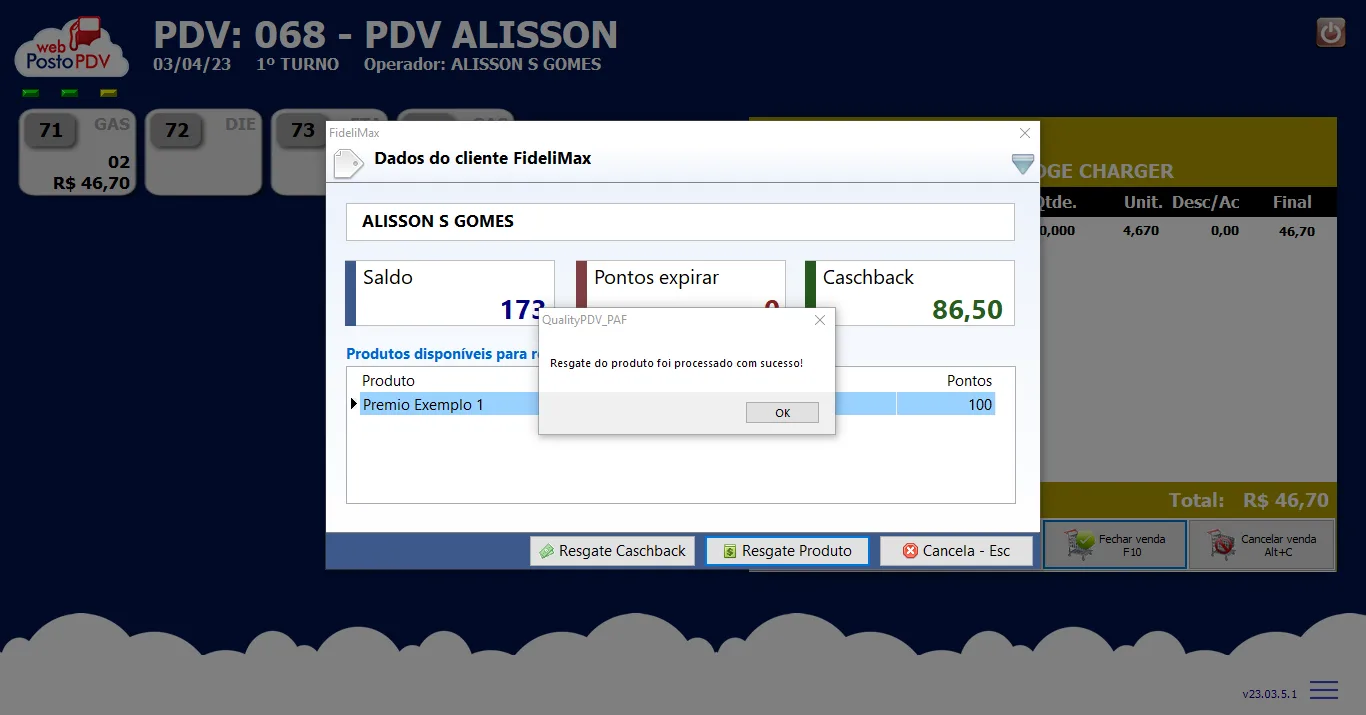 web
PostoPDV
PDV: 068 - PDV ALISSON
03/04/23 1º TURNO Operador: ALISSON S GOMES
71 GAS
02
R$ 46,70
72 DIE
73
FideliMax
Dados do cliente FideliMax
ALISSON S GOMES
Saldo
173
Pontos expirar
0
Caschback
86,50
Produtos disponíveis para
Produto Pontos
Premio Exemplo 1 100
QualityPDV_PAF
Resgate do produto foi processado com sucesso!
OK
Resgate Caschback
Resgate Produto
Cancela - Esc
CHARGER
Unit. Desc/Ac Final
4,670 0,00 46,70
Total: R$ 46,70
Fechar venda
F10
Cancelar venda
Alt+C
v23.03.5.1